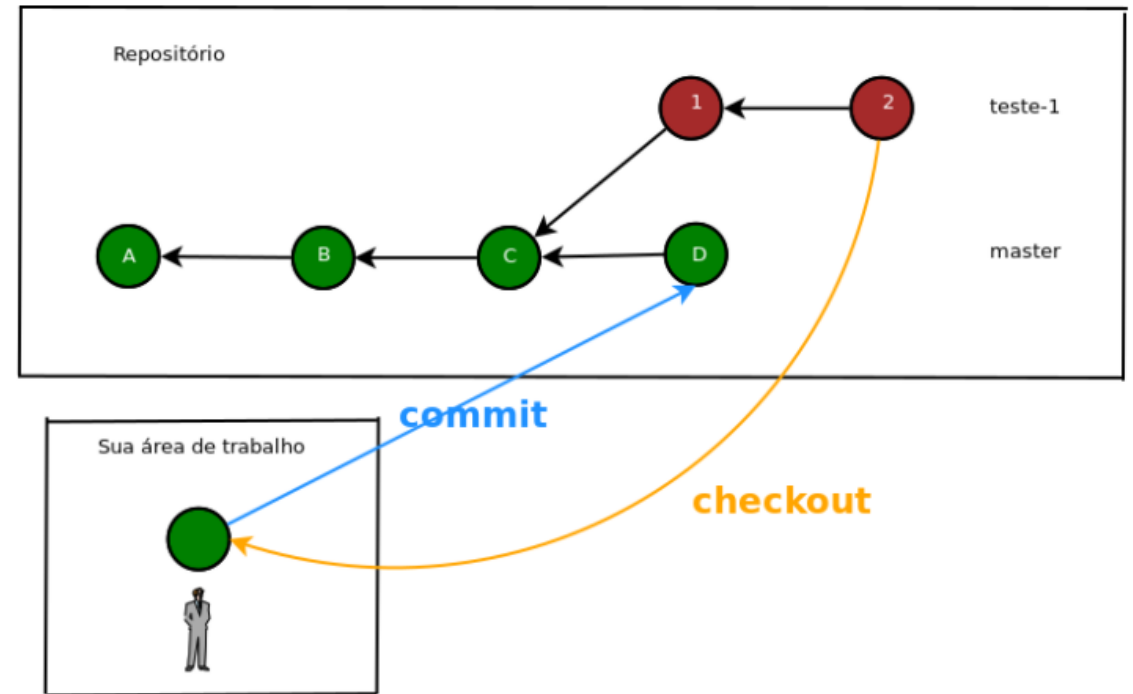 Repositório
1
2
teste-1
A
B
C
D
master
commit
Sua área de trabalho
checkout